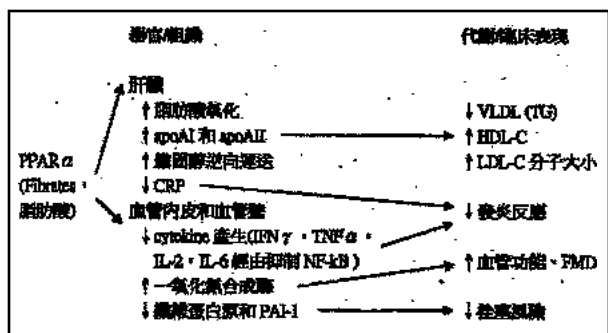 器官/組織 代謝/臨床表現
肝臟
↑脂肪酸氧化 ↓VLDL (TG)
↑apoAI 和 apoAII ↑HDL-C
↑膽固醇逆向運送 ↑LDL-C 分子大小
PPARα
(Fibrates,
脂肪酸)
↓CRP ↓發炎反應
血管內皮和血管壁
↓cytokine 產生(IFNγ,TNFα,
IL-2,IL-6 經由抑制 NF-kB)
↑一氧化氮合成酶 ↑血管功能、FMD
↓纖維蛋白原和 PAI-1 ↓栓塞風險